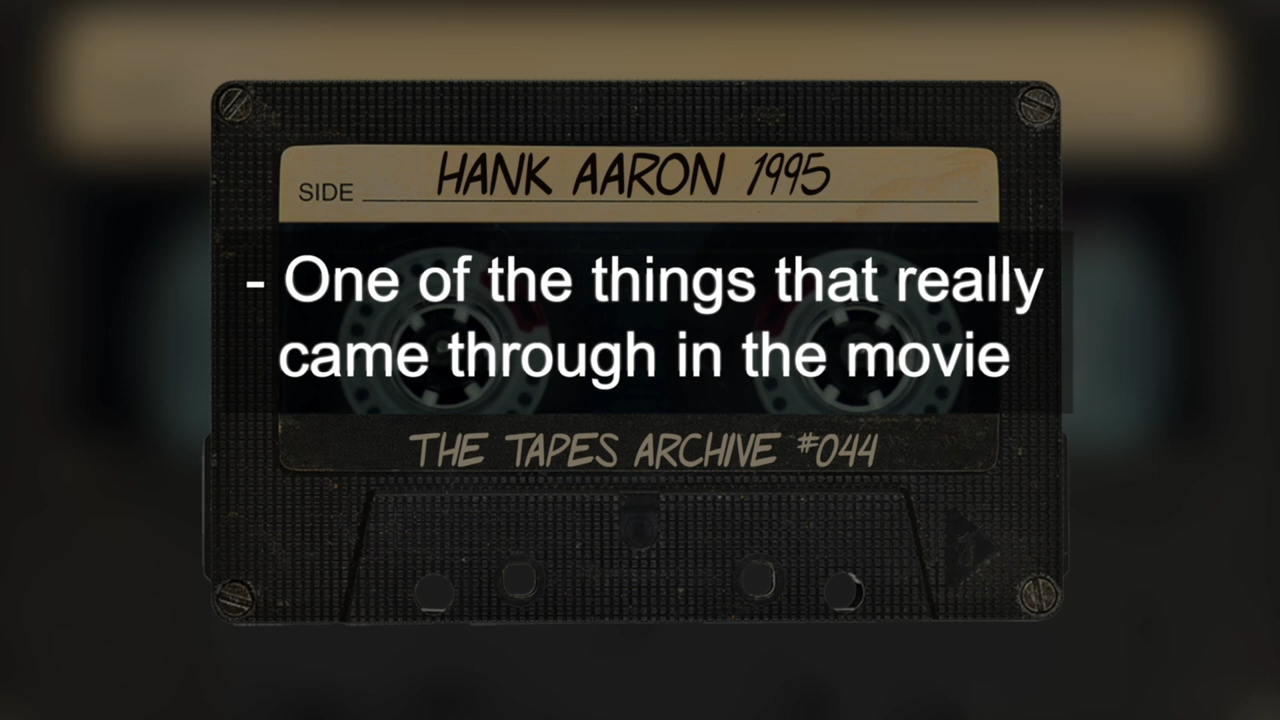 HANK AARON 1995
SIDE
- One of the things that really
came through in the movie
THE TAPES ARCHIVE #044